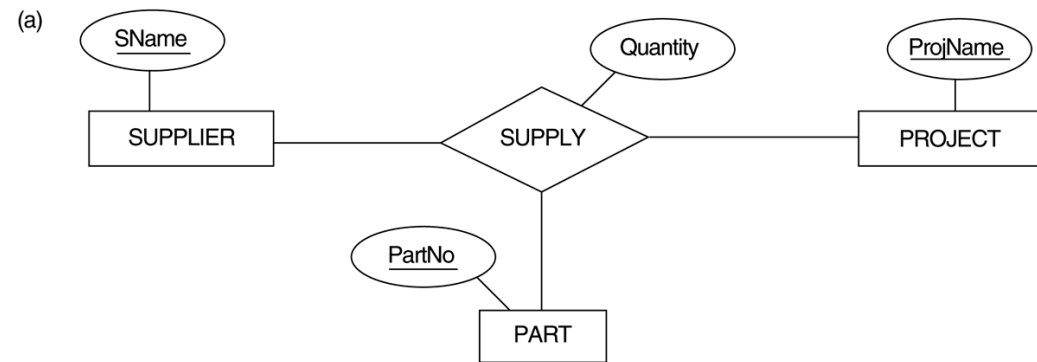 (a)
SName
Quantity
ProjName
SUPPLIER
SUPPLY
PROJECT
PartNo
PART